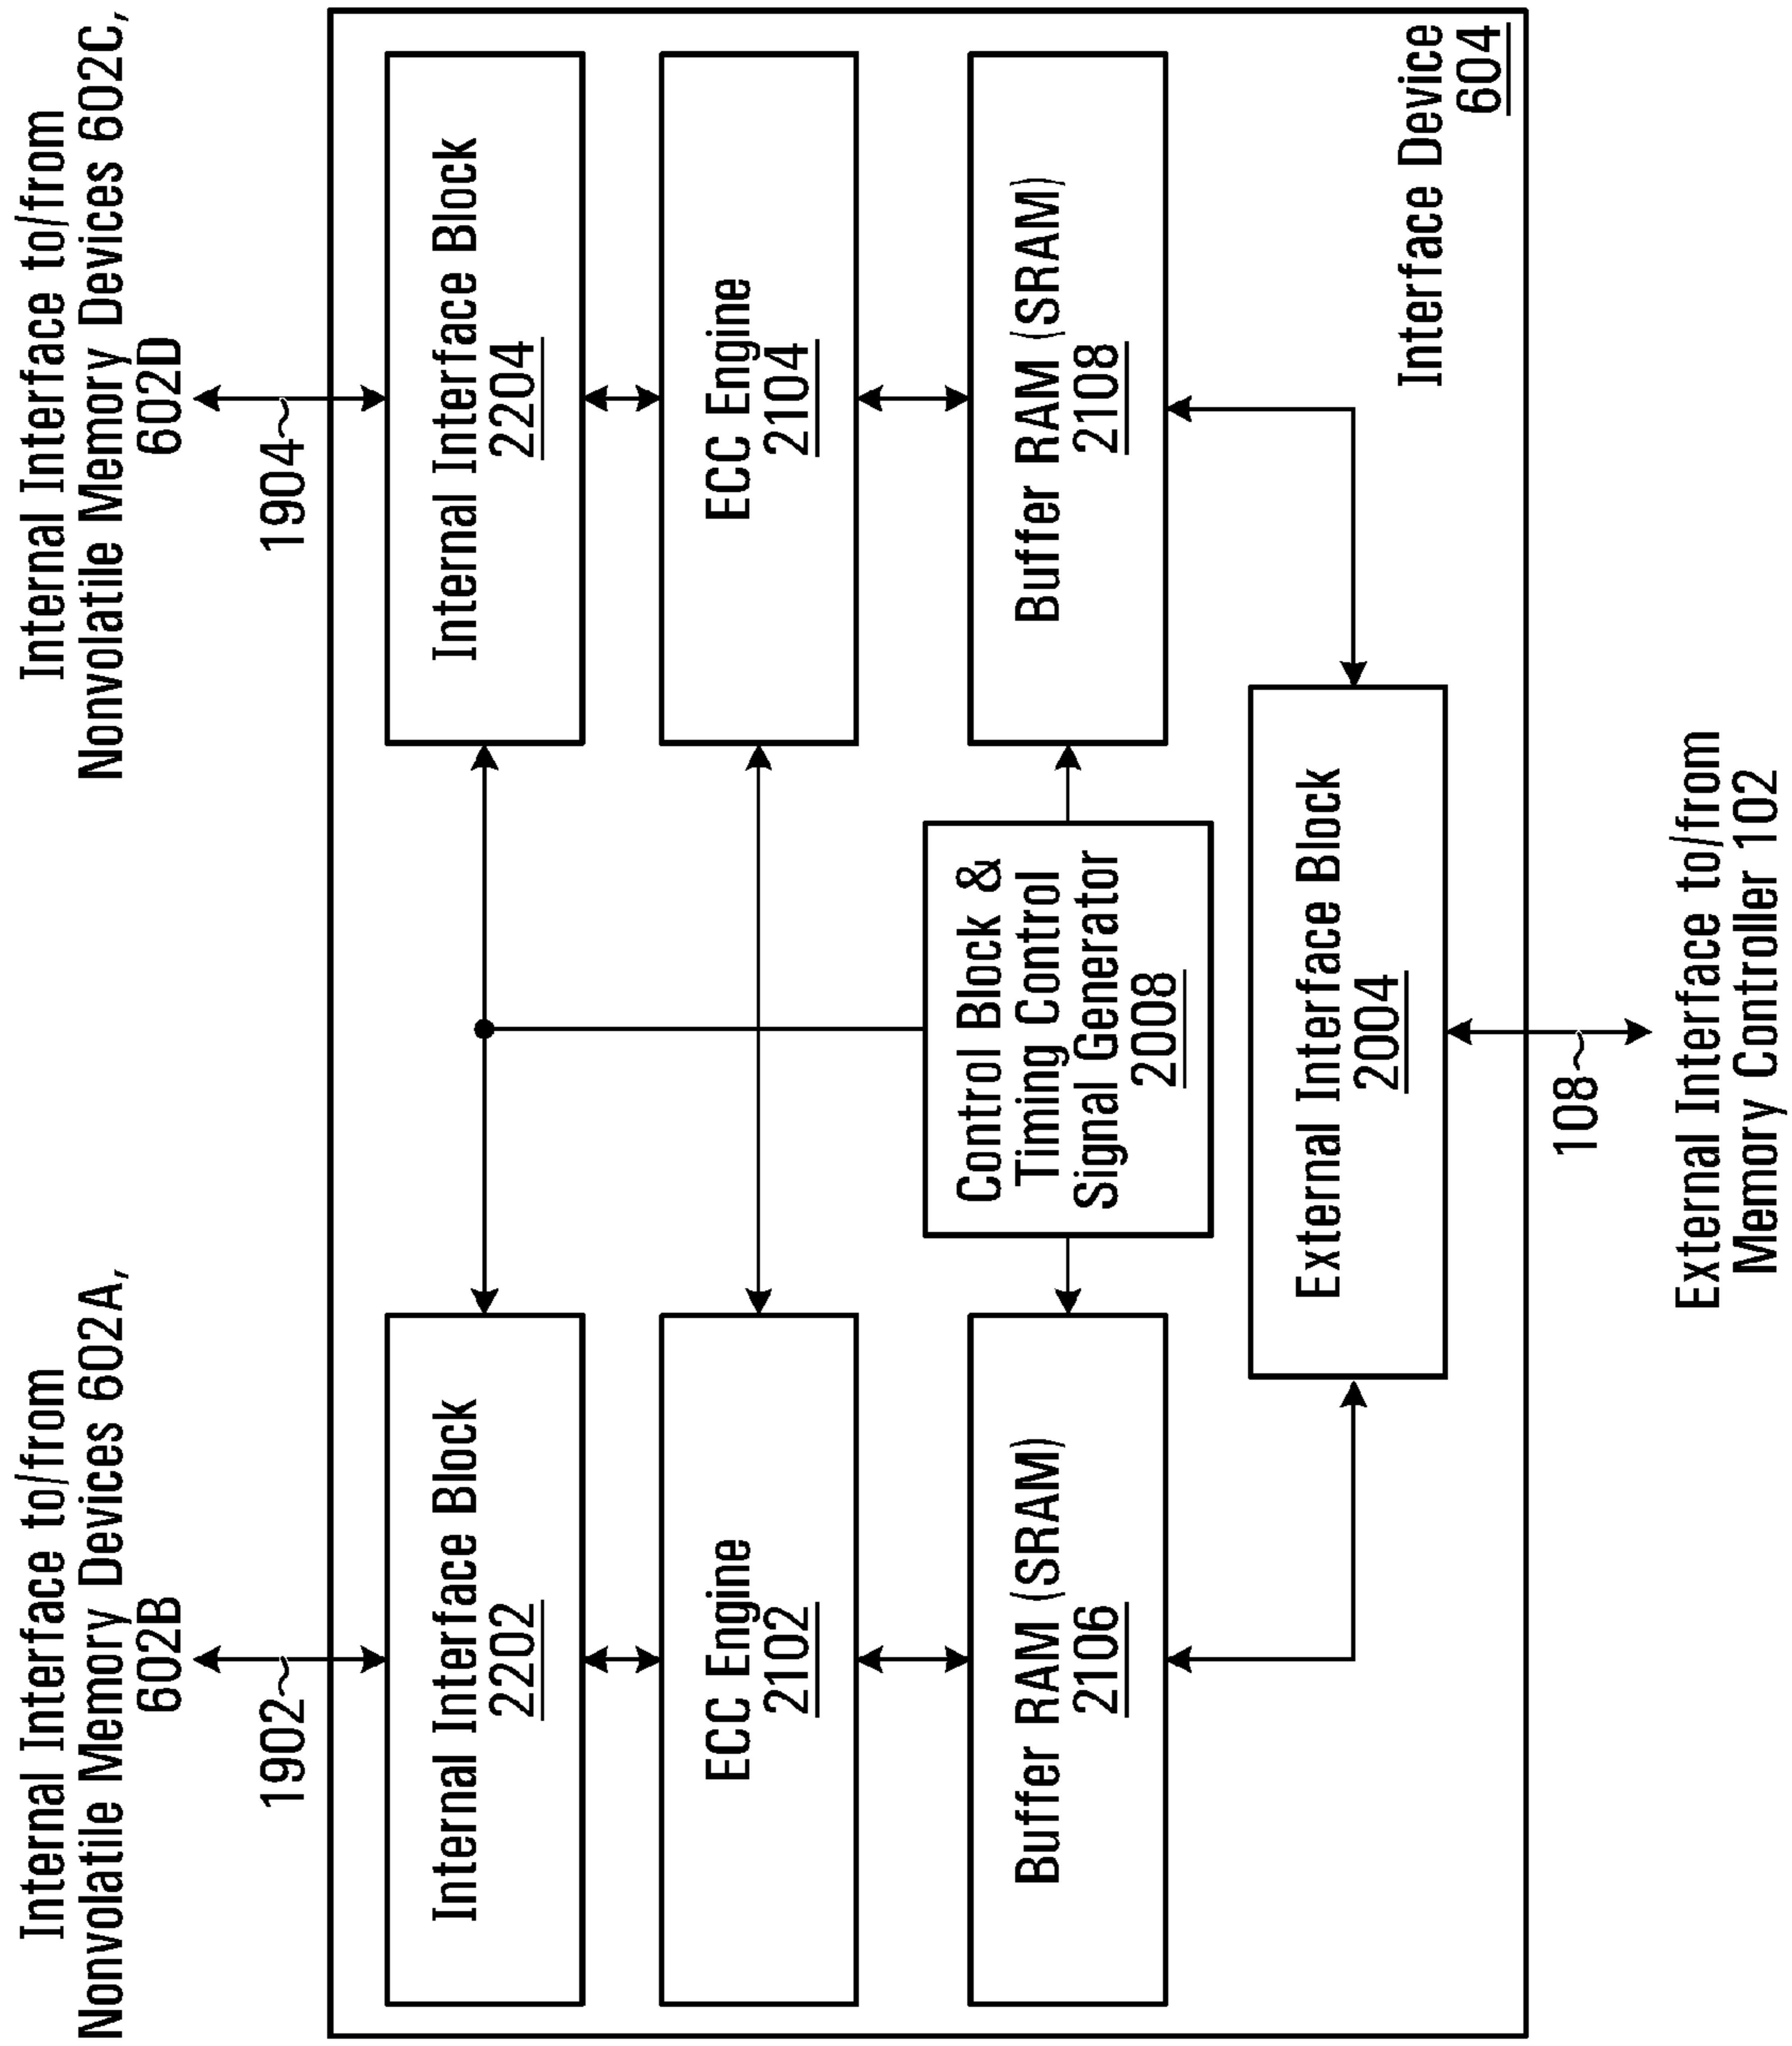 Internal Interface to/from
Nonvolatile Memory Devices 602A,
602B
Internal Interface to/from
Nonvolatile Memory Devices 602C,
602D
1902
1904
Internal Interface Block
2202
Internal Interface Block
2204
ECC Engine
2102
ECC Engine
2104
Buffer RAM (SRAM)
2106
Control Block &
Timing Control
Signal Generator
2008
Buffer RAM (SRAM)
2108
External Interface Block
2004
Interface Device
604
108
External Interface to/from
Memory Controller 102